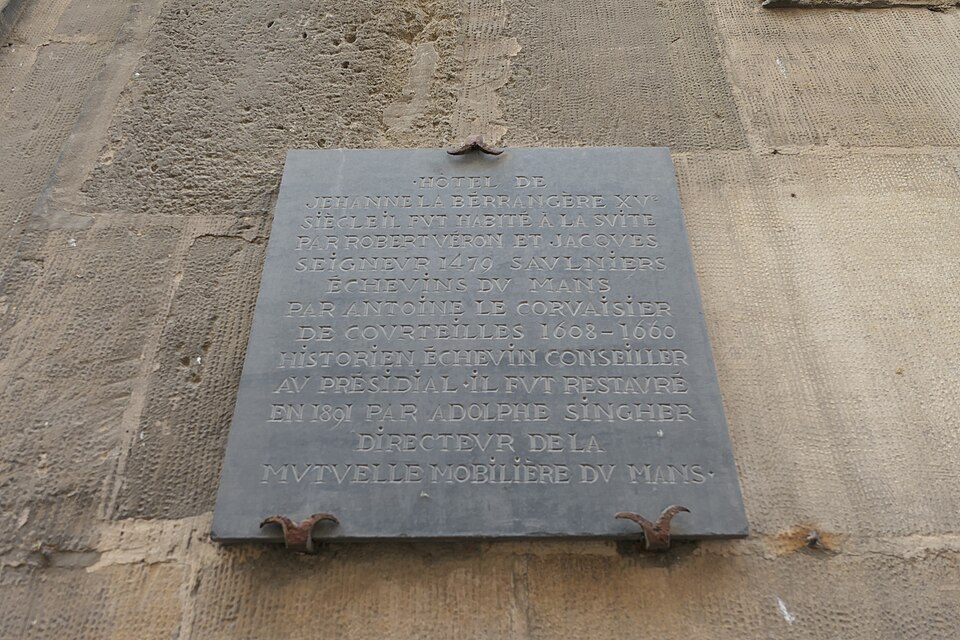 ·HÔTEL DE
·JEHANNE LA BÉRRANGÈRE XVᵉ
SIÈCLE IL FVT HABITÉ À LA SVITE
PAR ROBERT VÉRON ET JACQVES
SEIGNEVR 1479 SAVLNIERS
ÉCHEVINS DV MANS
PAR ANTOINE LE CORVAISIER
DE COVRTEILLES 1608-1660
HISTORIEN ÉCHEVIN CONSEILLER
AV PRÉSIDIAL · IL FVT RESTAVRÉ
EN 1891 PAR ADOLPHE SINGHER
DIRECTEVR DE LA
MVTVELLE MOBILIÈRE DV MANS·